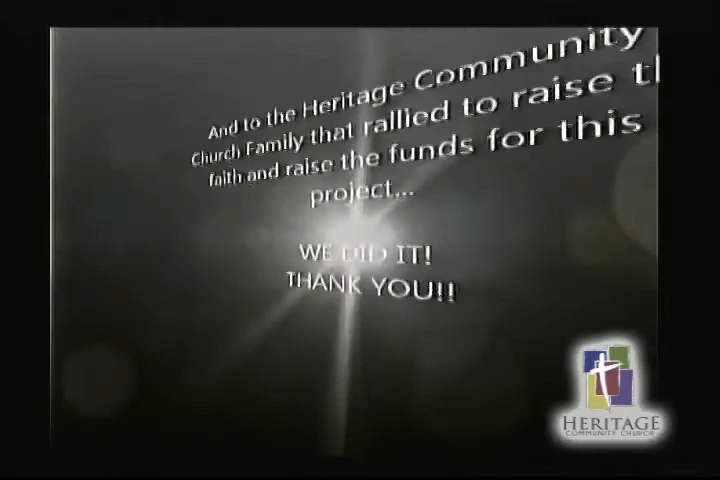 And to the Heritage Community
Church Family that rallied to raise
faith and raise the funds for this
project...
WE DID IT!
THANK YOU!!
HERITAGE
COMMUNITY CHURCH